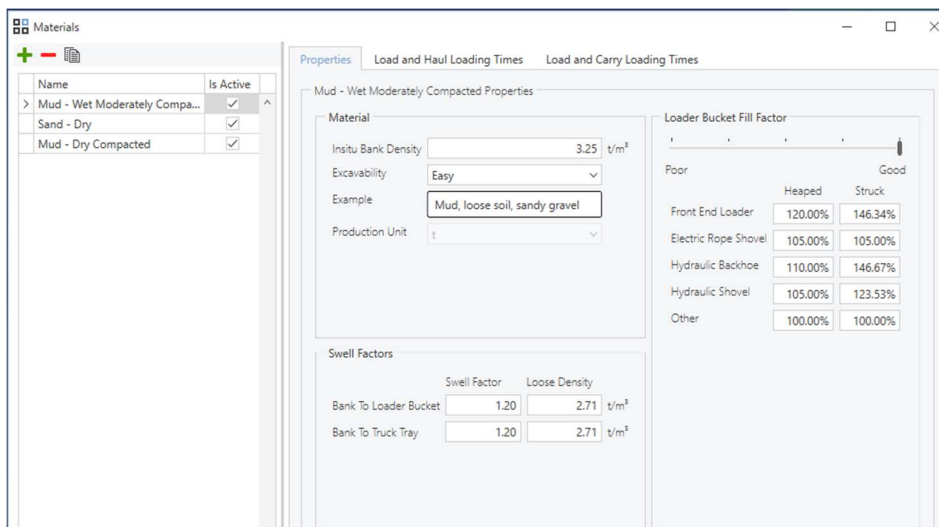 Materials
Properties Load and Haul Loading Times Load and Carry Loading Times
Name Is Active
Mud - Wet Moderately Compa...
Sand - Dry
Mud - Dry Compacted
Mud - Wet Moderately Compacted Properties
Material
Insitu Bank Density 3.25 t/m³
Excavability Easy
Example Mud, loose soil, sandy gravel
Production Unit t
Swell Factors
Swell Factor Loose Density
Bank To Loader Bucket 1.20 2.71 t/m³
Bank To Truck Tray 1.20 2.71 t/m³
Loader Bucket Fill Factor
Poor Good
Heaped Struck
Front End Loader 120.00% 146.34%
Electric Rope Shovel 105.00% 105.00%
Hydraulic Backhoe 110.00% 146.67%
Hydraulic Shovel 105.00% 123.53%
Other 100.00% 100.00%